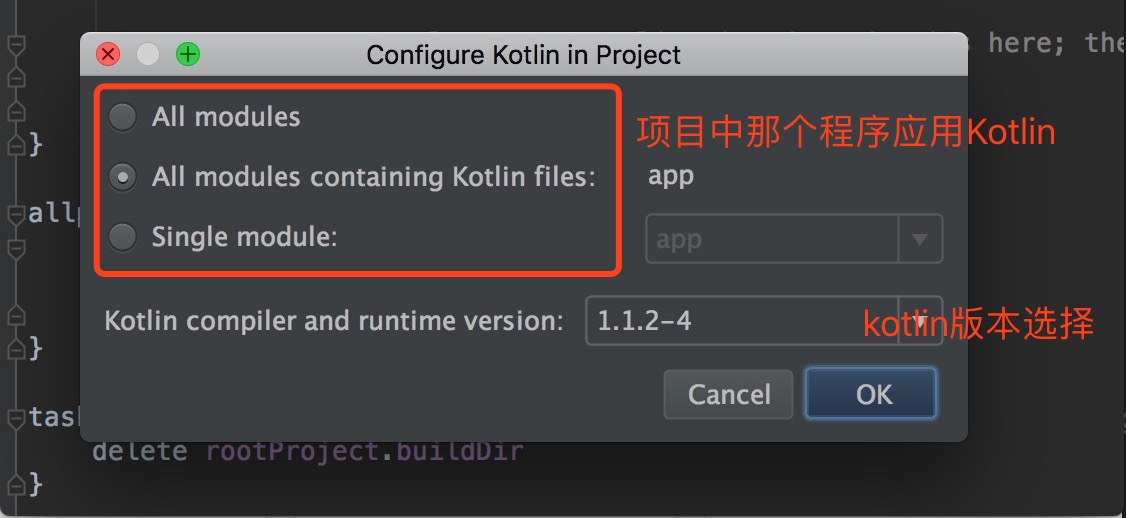 here; the
Configure Kotlin in Project
All modules
项目中那个程序应用Kotlin
}
All modules containing Kotlin files:
app
allp
Single module:
app
Kotlin compiler and runtime version:
1.1.2-4
kotlin版本选择
}
Cancel
OK
task
delete rootProject.buildDir
}